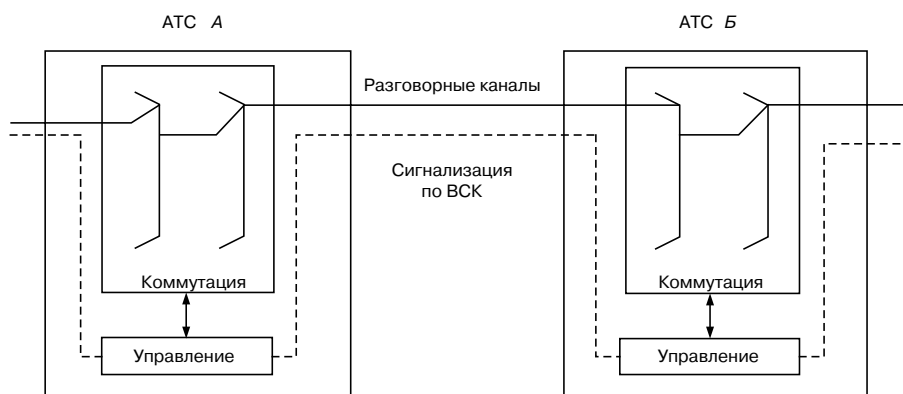 АТС А
АТС Б
Разговорные каналы
Сигнализация
по ВСК
Коммутация
Коммутация
Управление
Управление